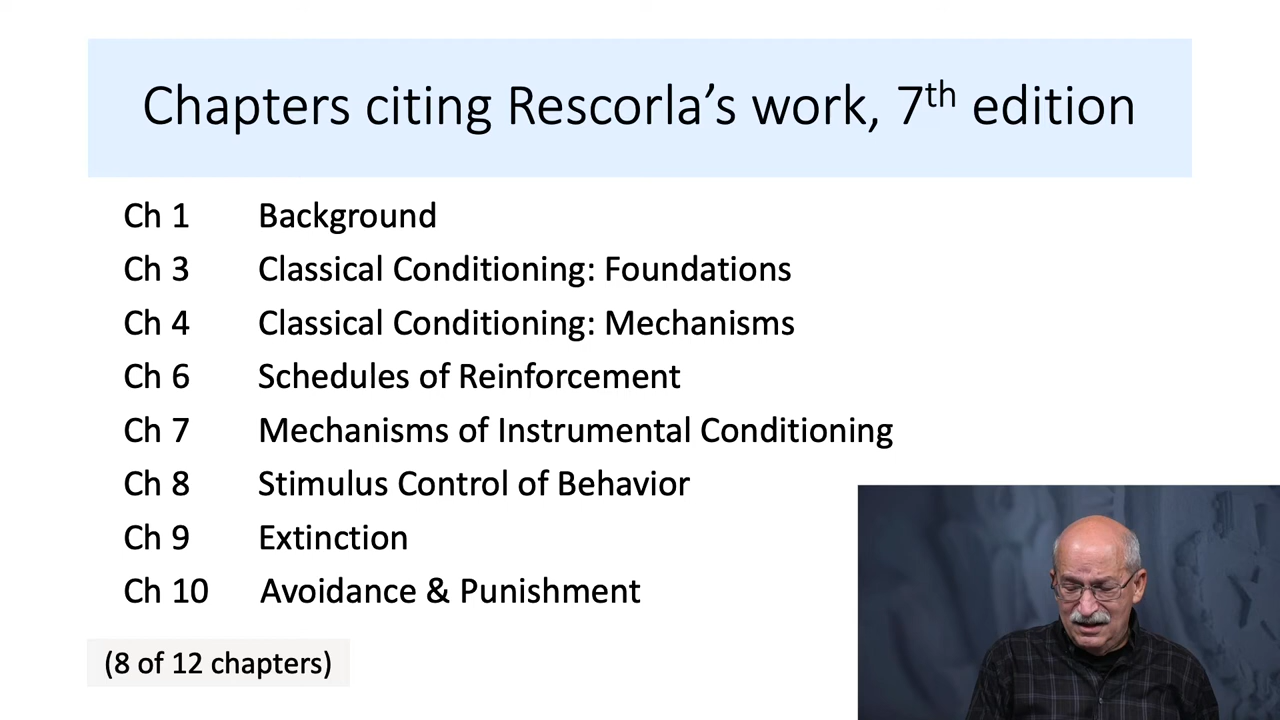 Chapters citing Rescorla’s work, 7th edition
Ch 1 Background
Ch 3 Classical Conditioning: Foundations
Ch 4 Classical Conditioning: Mechanisms
Ch 6 Schedules of Reinforcement
Ch 7 Mechanisms of Instrumental Conditioning
Ch 8 Stimulus Control of Behavior
Ch 9 Extinction
Ch 10 Avoidance & Punishment
(8 of 12 chapters)